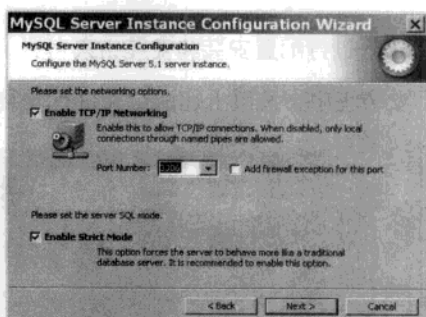 MySQL Server Instance Configuration Wizard
MySQL Server Instance Configuration
Configure the MySQL Server 5.1 server instance.
Please set the networking options.
Enable TCP/IP Networking
Enable this to allow TCP/IP connections. When disabled, only local
connections through named pipes are allowed.
Port Number: 3306 Add firewall exception for this port
Please set the server SQL mode.
Enable Strict Mode
This option forces the server to behave more like a traditional
database server. It is recommended to enable this option.
< Back Next > Cancel